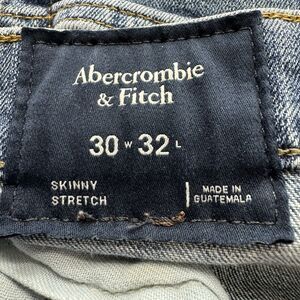 Abercrombie
& Fitch
30 W 32 L
SKINNY
STRETCH
MADE IN
GUATEMALA